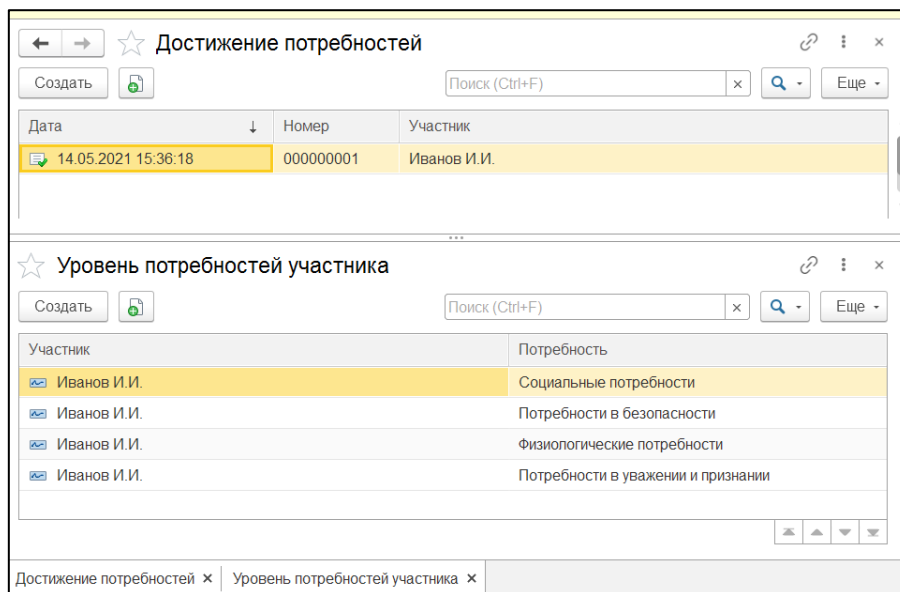 Достижение потребностей
Создать Поиск (Ctrl+F) × Еще
Дата ↓ Номер Участник
14.05.2021 15:36:18 000000001 Иванов И.И.
Уровень потребностей участника
Создать Поиск (Ctrl+F) × Еще
Участник Потребность
Иванов И.И. Социальные потребности
Иванов И.И. Потребности в безопасности
Иванов И.И. Физиологические потребности
Иванов И.И. Потребности в уважении и признании
Достижение потребностей × Уровень потребностей участника ×